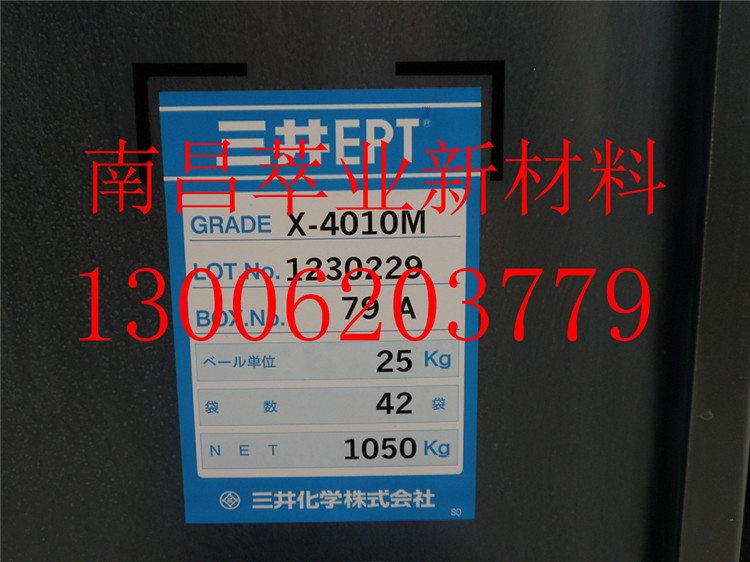 三井EPT®
南昌萃业新材料
GRADE X-4010M
LOT.No. 1230229
13006203779
BOX.No. 79 A
ベール単位 25 Kg
袋 数 42 袋
NET 1050 Kg
三井化学株式会社
SQ